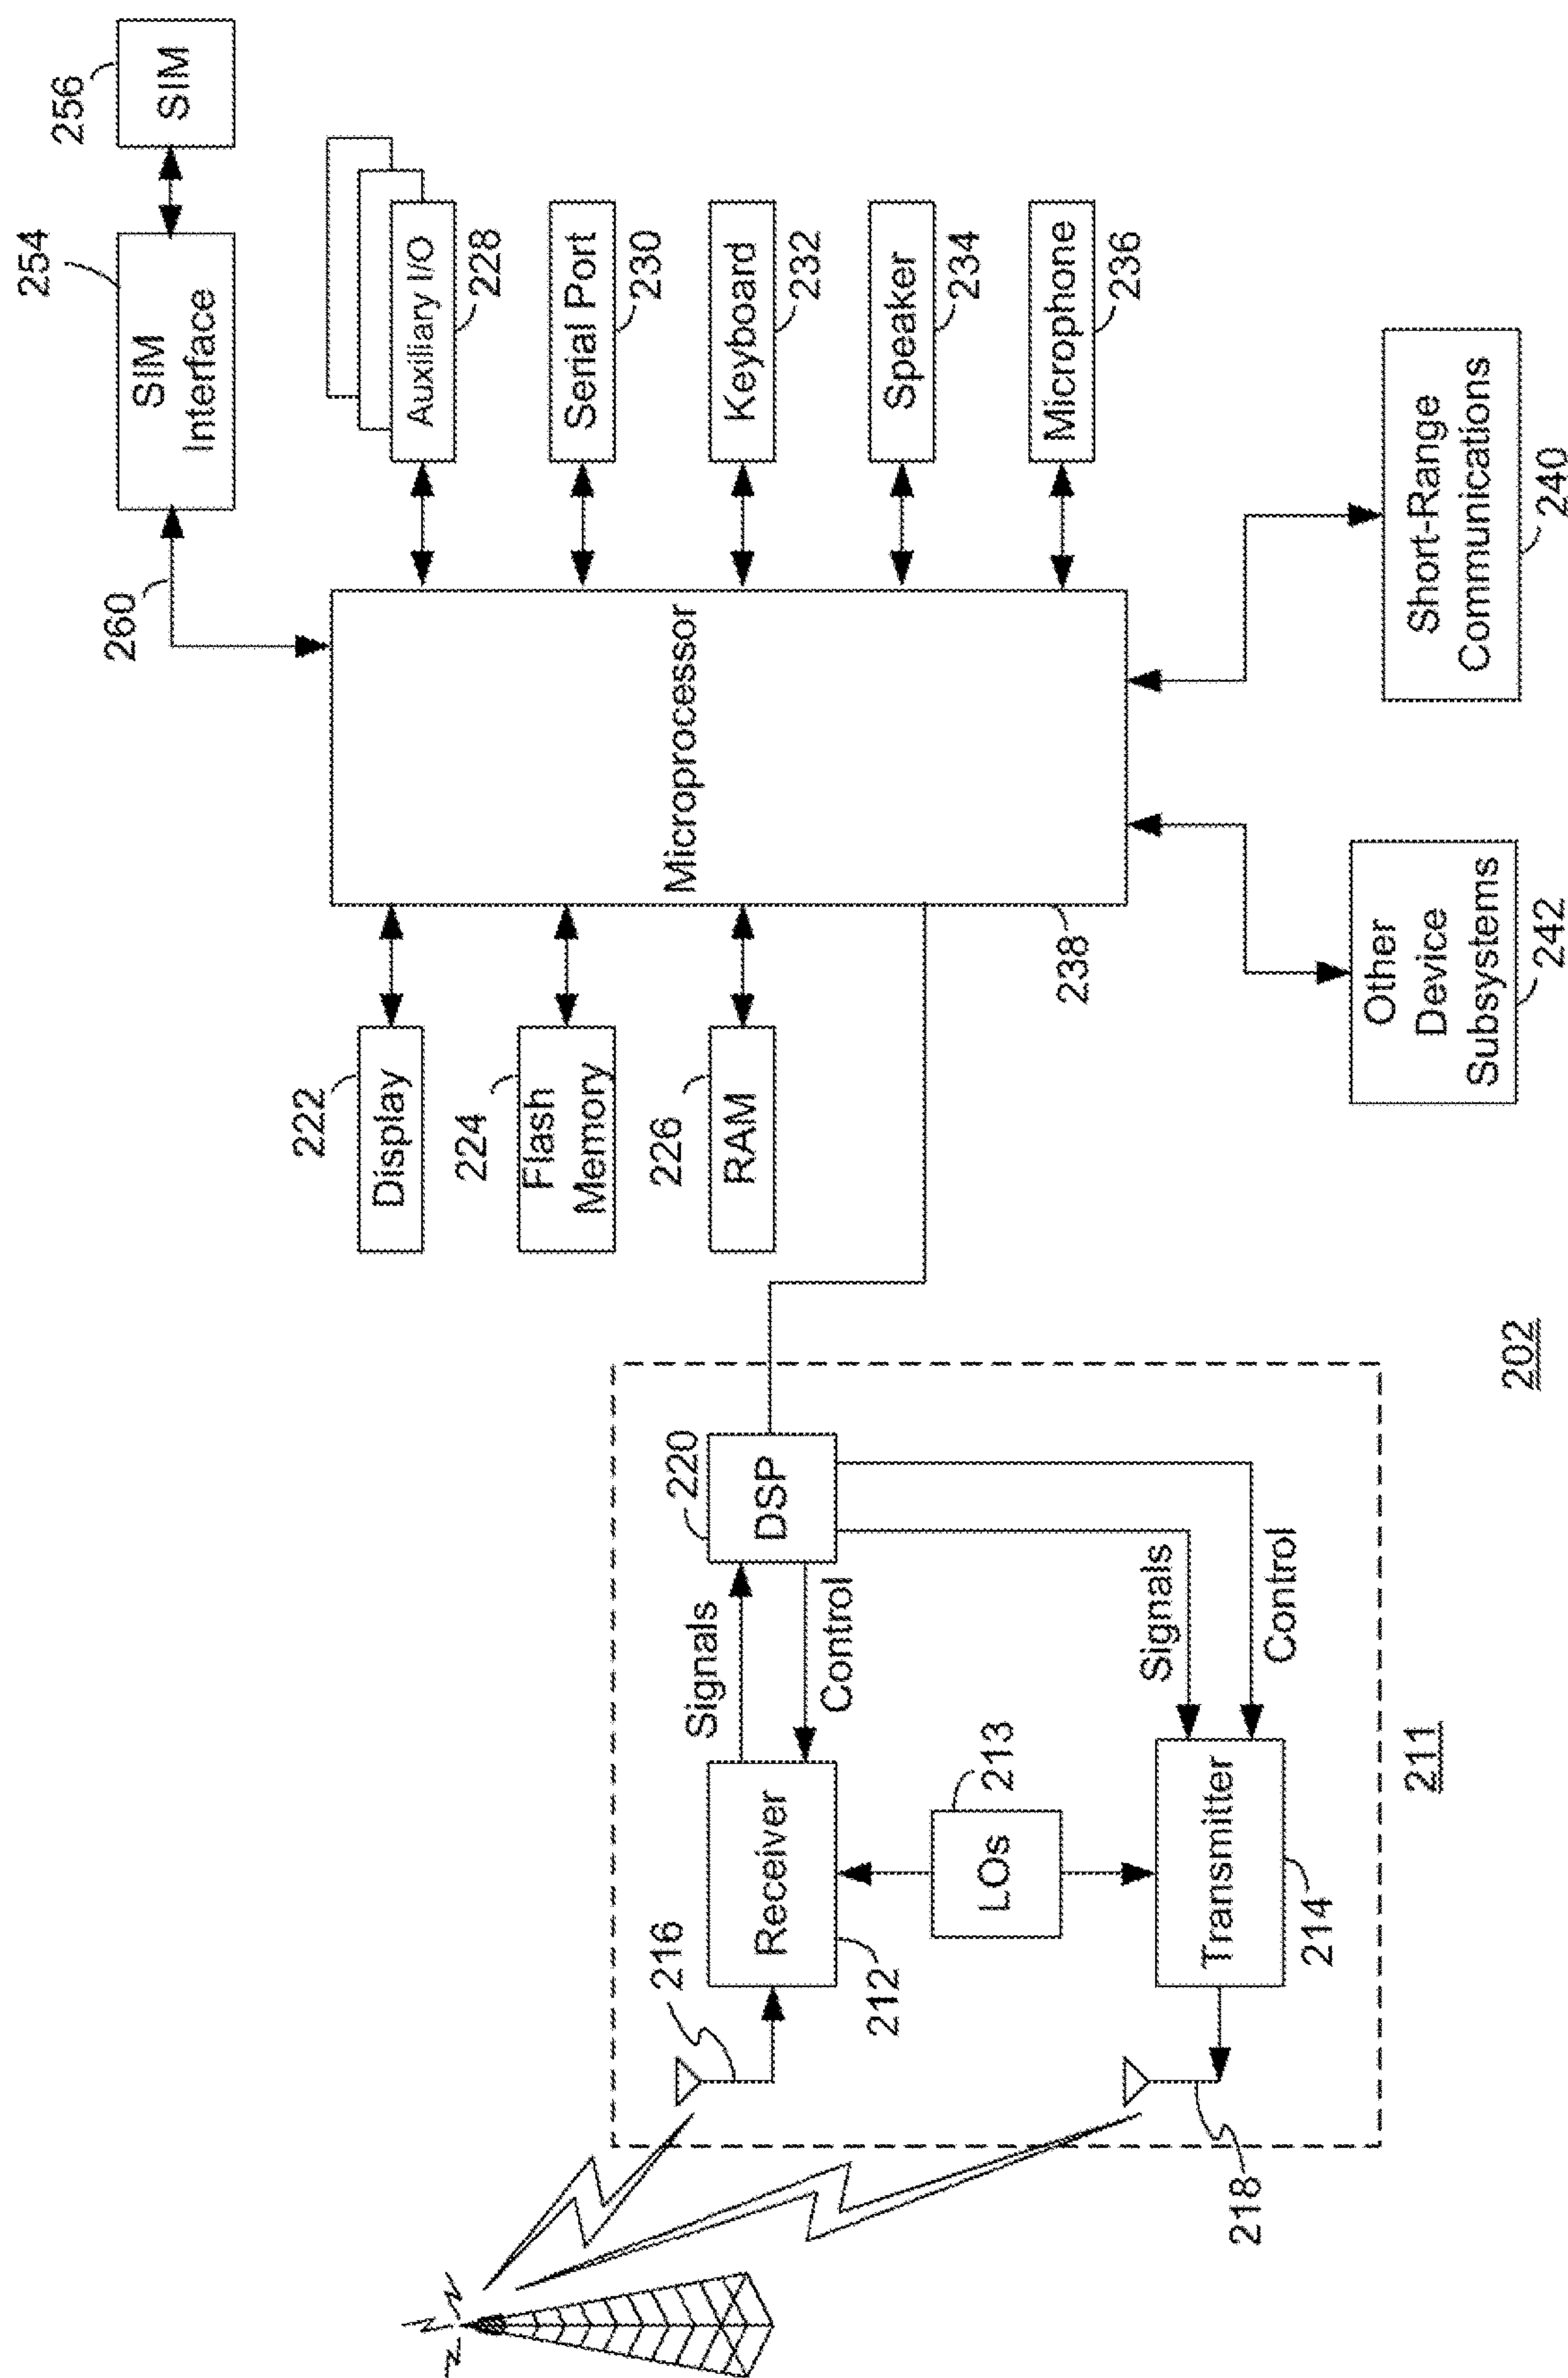 254
256
SIM
Interface
SIM
260
Auxiliary I/O
228
Serial Port
230
Keyboard
232
Speaker
234
Microphone
236
Microprocessor
238
222
Display
224
Flash
Memory
226
RAM
Short-Range
Communications
240
Other
Device
Subsystems
242
220
DSP
Signals
Control
Signals
Control
216
Receiver
212
213
LOs
Transmitter
214
218
211
202